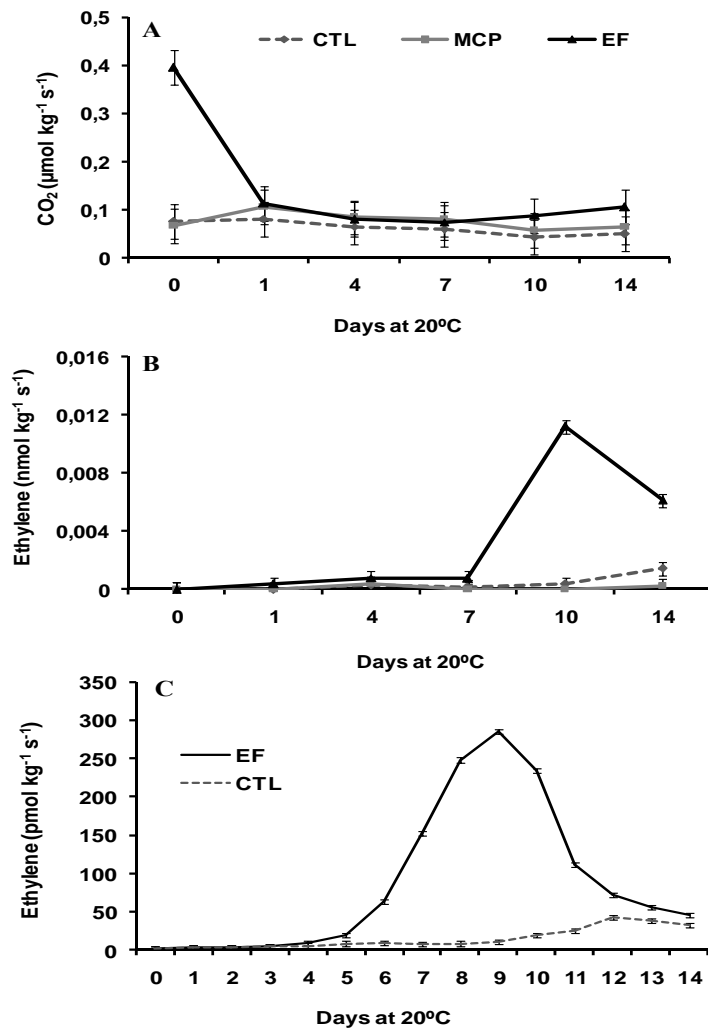 A
CTL MCP EF
0,5
0,4
0,3
0,2
0,1
0
CO₂ (µmol kg⁻¹ s⁻¹)
0 1 4 7 10 14
Days at 20ºC
B
0,016
0,012
0,008
0,004
0
Ethylene (nmol kg⁻¹ s⁻¹)
0 1 4 7 10 14
Days at 20ºC
C
350
300
250
200
150
100
50
0
Ethylene (pmol kg⁻¹ s⁻¹)
EF
CTL
0 1 2 3 4 5 6 7 8 9 10 11 12 13 14
Days at 20ºC